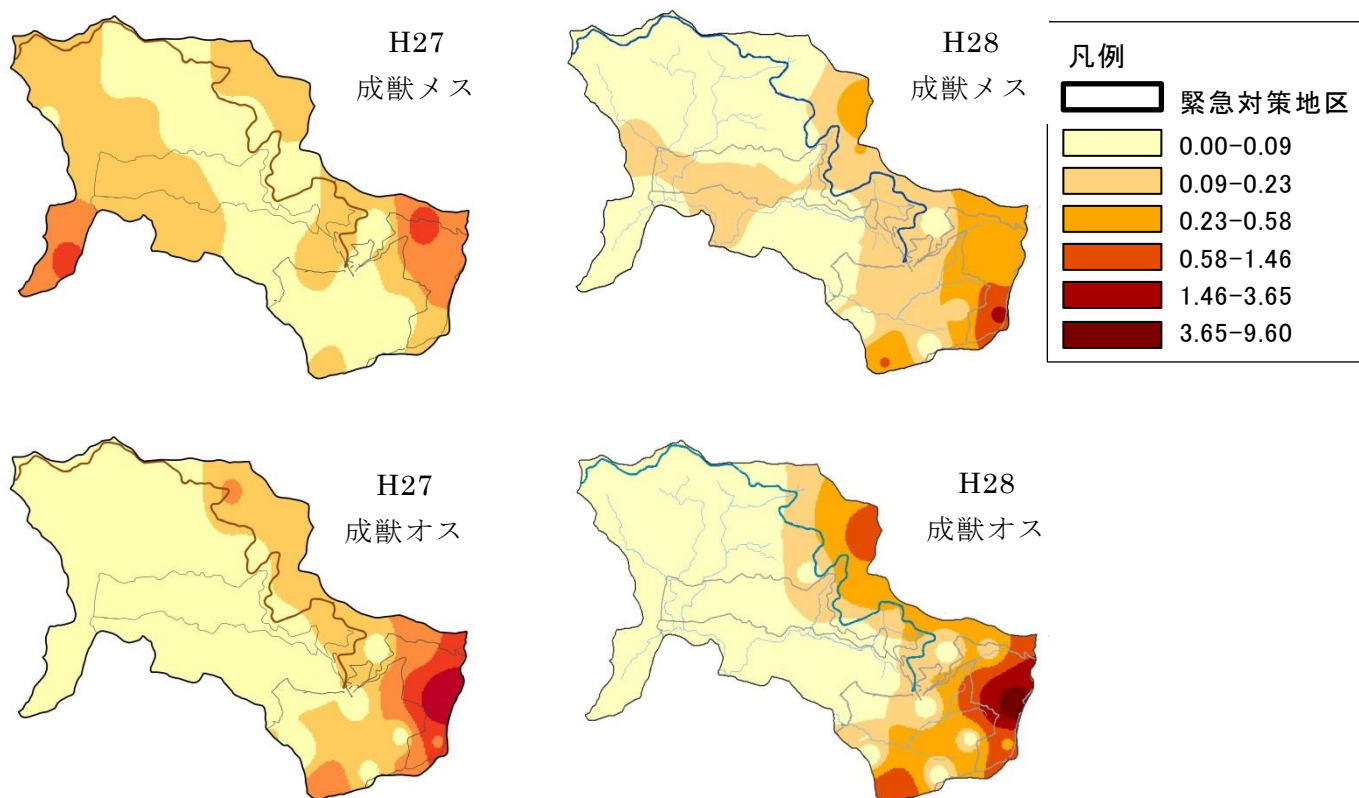 H27
成獣メス
H28
成獣メス
凡例
緊急対策地区
0.00-0.09
0.09-0.23
0.23-0.58
0.58-1.46
1.46-3.65
3.65-9.60
H27
成獣オス
H28
成獣オス